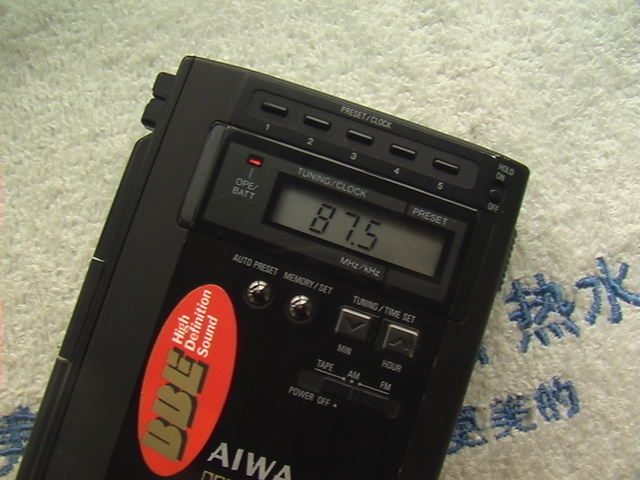 PRESET/CLOCK
1 2 3 4 5
HOLD
ON
OFF
TUNING/CLOCK
PRESET
OPE/
BATT
87.5
MHz/kHz
AUTO PRESET
MEMORY/SET
TUNING/TIME SET
MIN
HOUR
TAPE AM FM
POWER OFF
BBE
High
Definition
Sound
AIWA
热水
美的